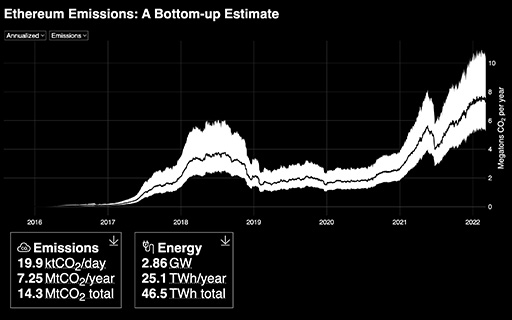 Ethereum Emissions: A Bottom-up Estimate
Annualized
Emissions
10
8
6
4
2
0
Megatons CO₂ per year
2016 2017 2018 2019 2020 2021 2022
CO₂ Emissions
19.9 ktCO₂/day
7.25 MtCO₂/year
14.3 MtCO₂ total
Energy
2.86 GW
25.1 TWh/year
46.5 TWh total